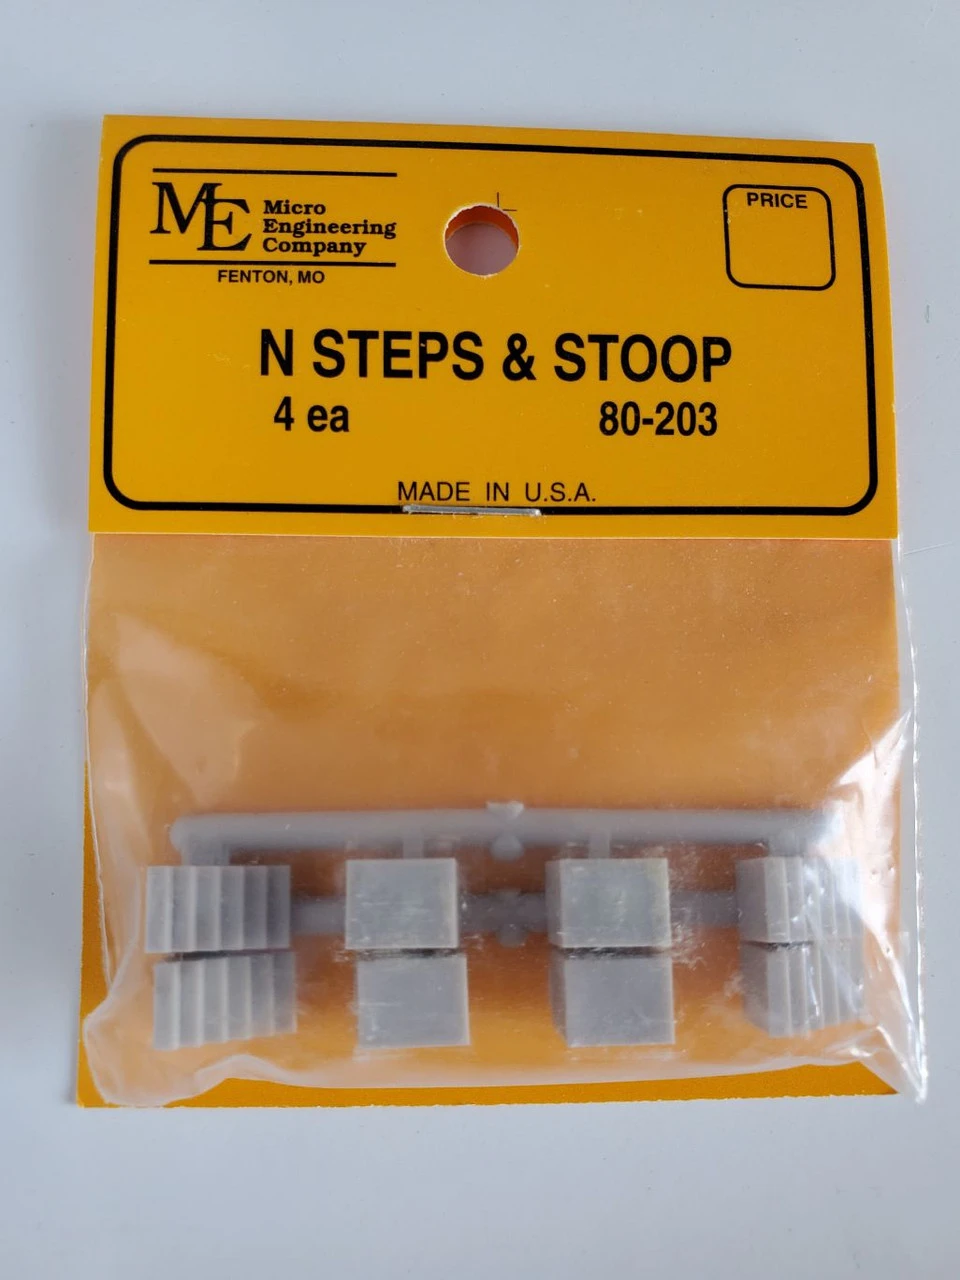 ME Micro
Engineering
Company
FENTON, MO
PRICE
N STEPS & STOOP
4 ea 80-203
MADE IN U.S.A.